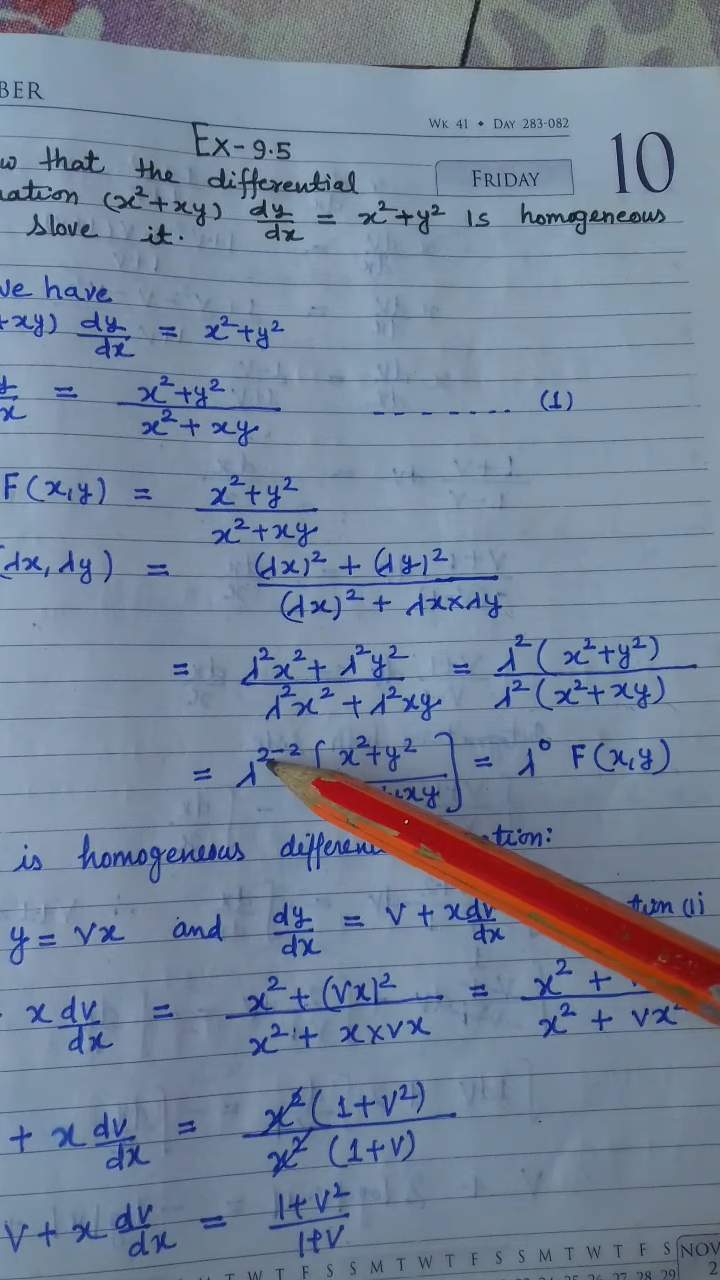 BER
WK 41 • DAY 283-082
10
FRIDAY
Ex-9.5
that the differential
(x²+xy) dy/dx = x²+y² is homogeneous
Slove it.
have
+xy) dy/dx = x²+y²
= x²+y² / x²+xy ------- (1)
F(x,y) = x²+y² / x²+xy
(λx, λy) = (λx)² + (λy)² / (λx)² + λx×λy
= λ²x² + λ²y² / λ²x² + λ²xy = λ²(x²+y²) / λ²(x²+xy)
= λ²⁻² [x²+y² / xy] = λ⁰ F(x,y)
is homogeneous differen tion:
y = vx and dy/dx = v + x dv/dx (1)
x dv/dx = x² + (vx)² / x² + x×vx = x² + / x² + vx²
+ x dv/dx = x²(1+v²) / x²(1+v)
v + x dv/dx = 1+v² / 1+v
T W T F S S M T W T F S S M T W T F S NOV